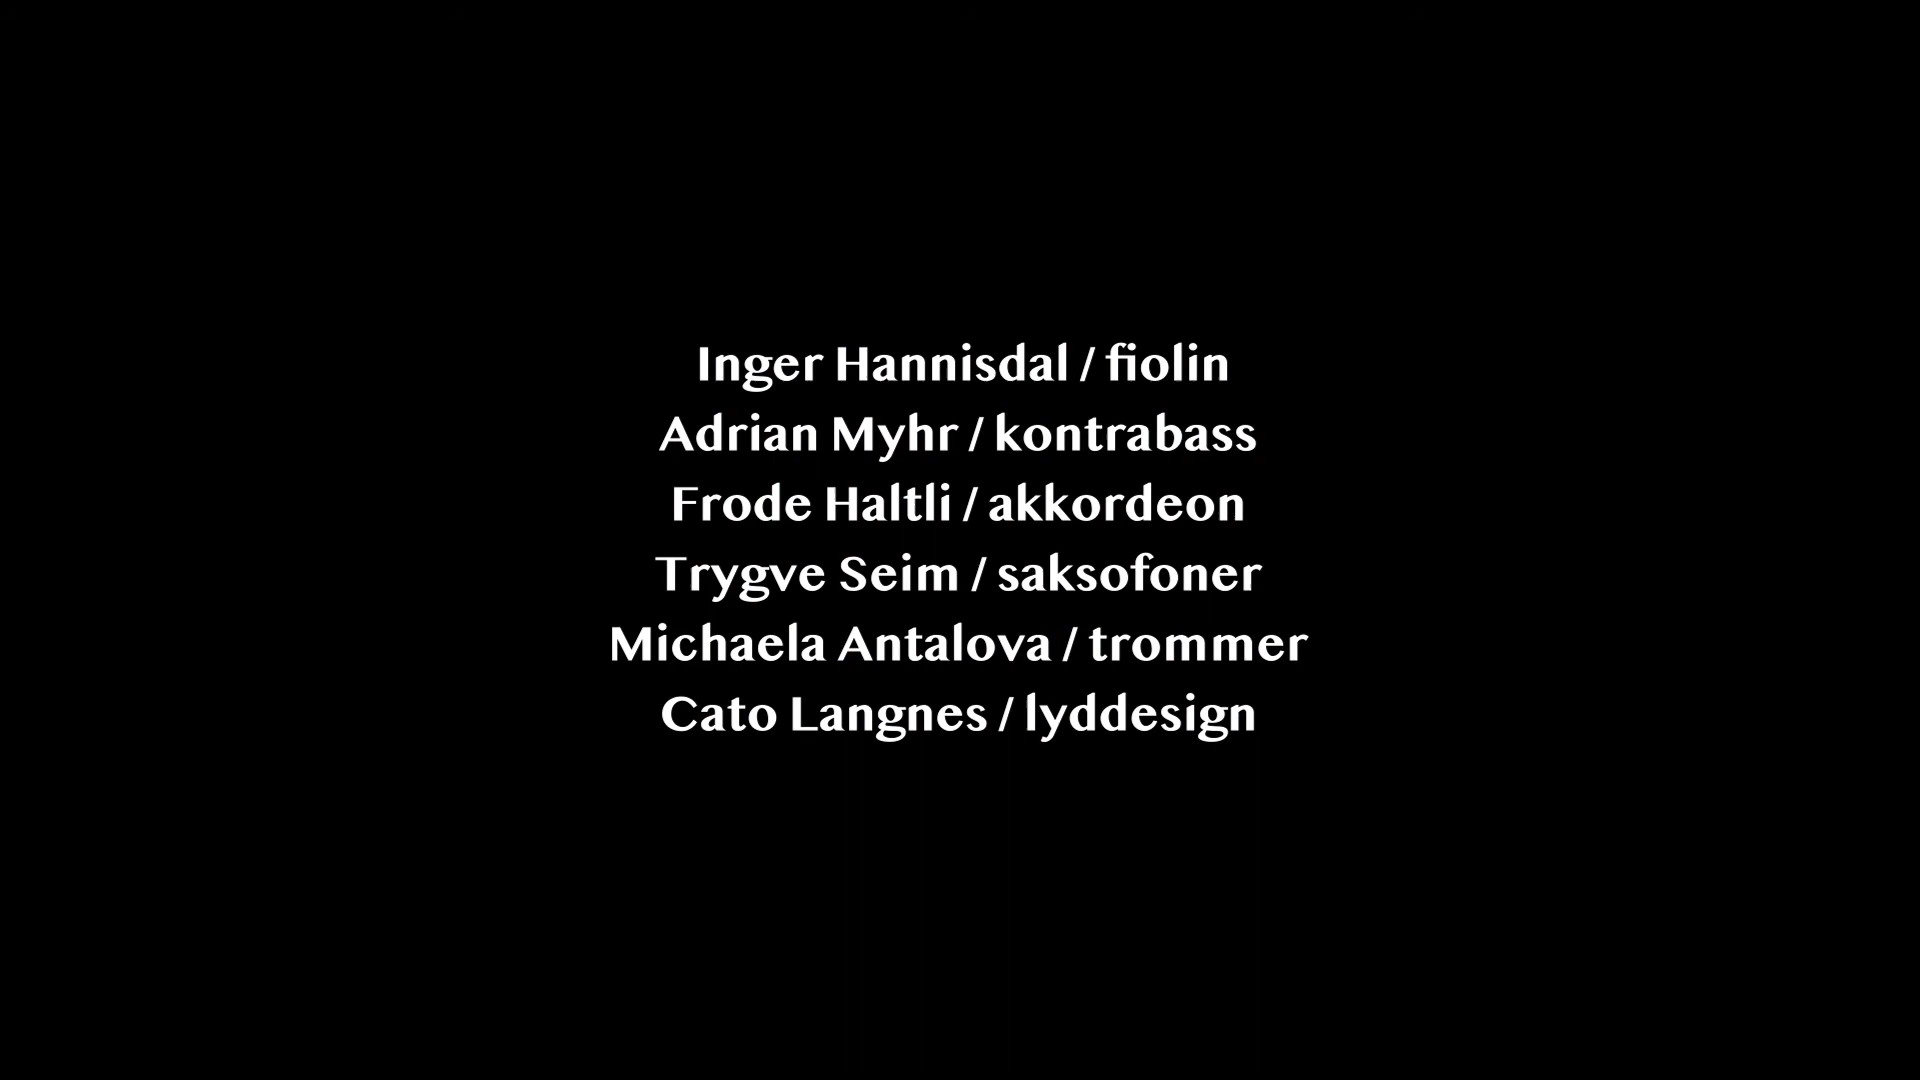 Inger Hannisdal / fiolin
Adrian Myhr / kontrabass
Frode Haltli / akkordeon
Trygve Seim / saksofoner
Michaela Antalova / trommer
Cato Langnes / lyddesign